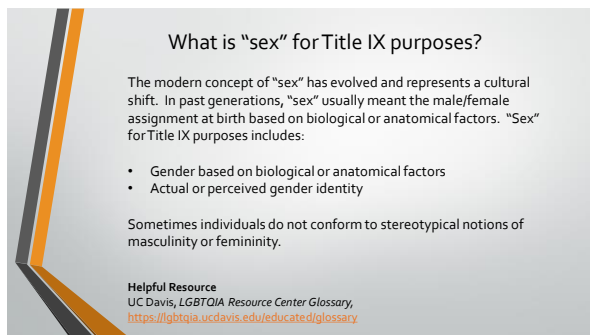 What is “sex” for Title IX purposes?
The modern concept of “sex” has evolved and represents a cultural
shift. In past generations, “sex” usually meant the male/female
assignment at birth based on biological or anatomical factors. “Sex”
for Title IX purposes includes:
• Gender based on biological or anatomical factors
• Actual or perceived gender identity
Sometimes individuals do not conform to stereotypical notions of
masculinity or femininity.
Helpful Resource
UC Davis, LGBTQIA Resource Center Glossary,
https://lgbtqia.ucdavis.edu/educated/glossary